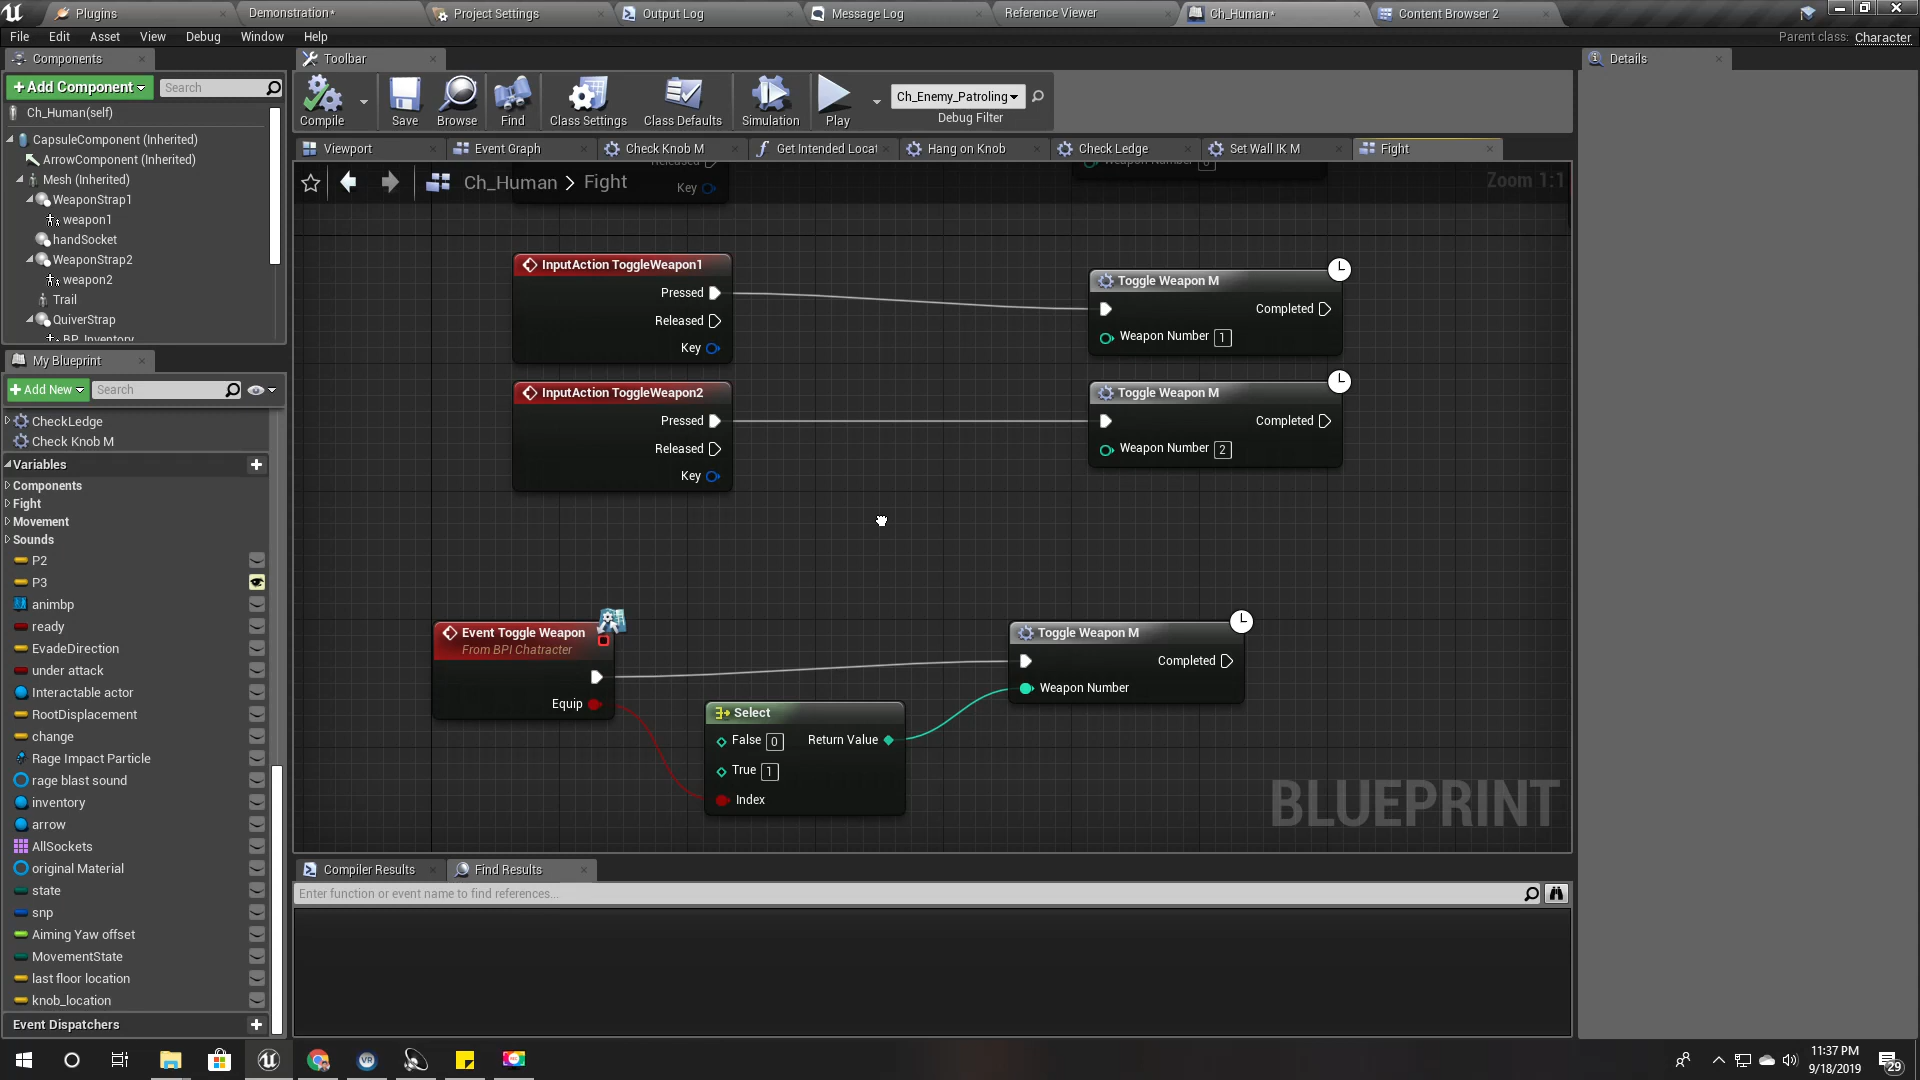 Plugins
Demonstration*
Project Settings
Output Log
Message Log
Reference Viewer
Ch_Human*
Content Browser 2
File Edit Asset View Debug Window Help
Parent class: Character
Components
Toolbar
Details
+Add Component
Search
Ch_Human(self)
CapsuleComponent (Inherited)
ArrowComponent (Inherited)
Mesh (Inherited)
WeaponStrap1
weapon1
handSocket
WeaponStrap2
weapon2
Trail
QuiverStrap
BP_Inventory
Compile
Save
Browse
Find
Class Settings
Class Defaults
Simulation
Play
Ch_Enemy_Patroling
Debug Filter
Viewport
Event Graph
Check Knob M
Get Intended Locat
Hang on Knob
Check Ledge
Set Wall IK M
Fight
Ch_Human > Fight
Zoom 1:1
Released
Key
Weapon Number
InputAction ToggleWeapon1
Pressed
Released
Key
Toggle Weapon M
Completed
Weapon Number 1
InputAction ToggleWeapon2
Pressed
Released
Key
Toggle Weapon M
Completed
Weapon Number 2
Event Toggle Weapon
From BPI Chatracter
Equip
Select
False 0
Return Value
True 1
Index
Toggle Weapon M
Completed
Weapon Number
BLUEPRINT
My Blueprint
+Add New
Search
CheckLedge
Check Knob M
Variables
Components
Fight
Movement
Sounds
P2
P3
animbp
ready
EvadeDirection
under attack
Interactable actor
RootDisplacement
change
Rage Impact Particle
rage blast sound
inventory
arrow
AllSockets
original Material
state
snp
Aiming Yaw offset
MovementState
last floor location
knob_location
Event Dispatchers
Compiler Results
Find Results
Enter function or event name to find references...
11:37 PM
9/18/2019
29